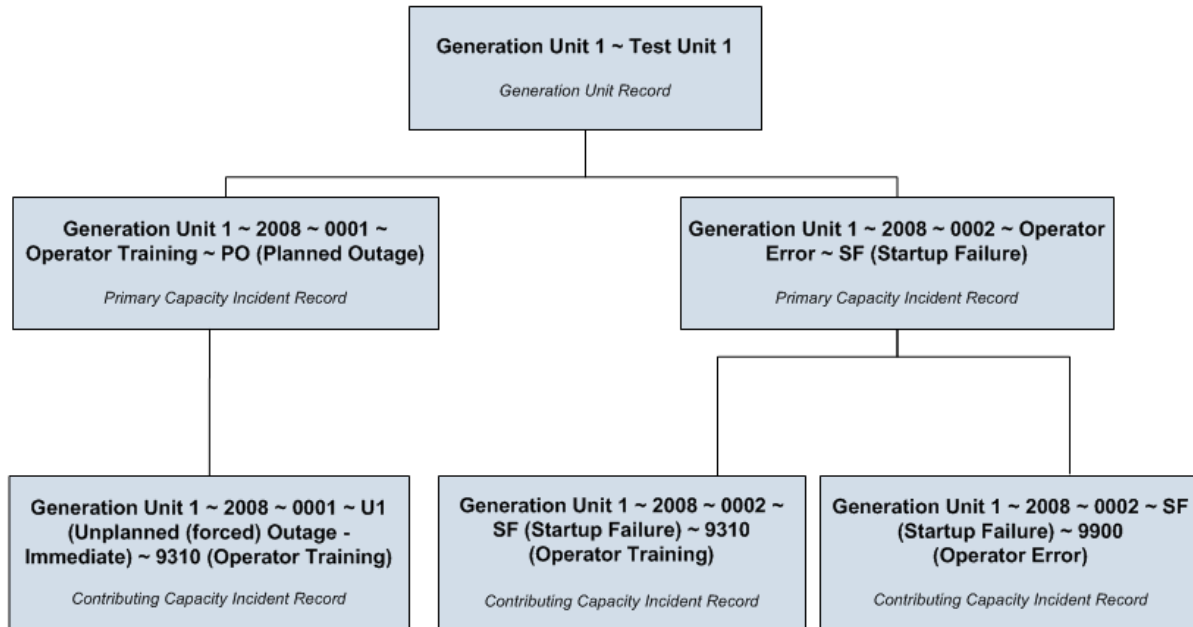 Generation Unit 1 ~ Test Unit 1
Generation Unit Record
Generation Unit 1 ~ 2008 ~ 0001 ~
Operator Training ~ PO (Planned Outage)
Primary Capacity Incident Record
Generation Unit 1 ~ 2008 ~ 0002 ~ Operator
Error ~ SF (Startup Failure)
Primary Capacity Incident Record
Generation Unit 1 ~ 2008 ~ 0001 ~ U1
(Unplanned (forced) Outage -
Immediate) ~ 9310 (Operator Training)
Contributing Capacity Incident Record
Generation Unit 1 ~ 2008 ~ 0002 ~
SF (Startup Failure) ~ 9310
(Operator Training)
Contributing Capacity Incident Record
Generation Unit 1 ~ 2008 ~ 0002 ~ SF
(Startup Failure) ~ 9900
(Operator Error)
Contributing Capacity Incident Record